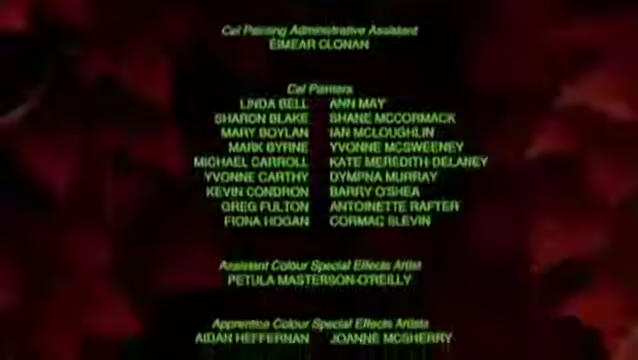 Cel Painting Administrative Assistant
EIMEAR CLONAN
Cel Painters
LINDA BELL ANN MAY
SHARON BLAKE SHANE MCCORMACK
MARY BOYLAN IAN MCLOUGHLIN
MARK BYRNE YVONNE MCSWEENEY
MICHAEL CARROLL KATE MEREDITH-DELANEY
YVONNE CARTHY DYMPNA MURRAY
KEVIN CONDRON BARRY O'SHEA
GREG FULTON ANTOINETTE RAFTER
FIONA HOGAN CORMAC SLEVIN
Assistant Colour Special Effects Artist
PETULA MASTERSON-O'REILLY
Apprentice Colour Special Effects Artists
AIDAN HEFFERNAN JOANNE MCSHERRY